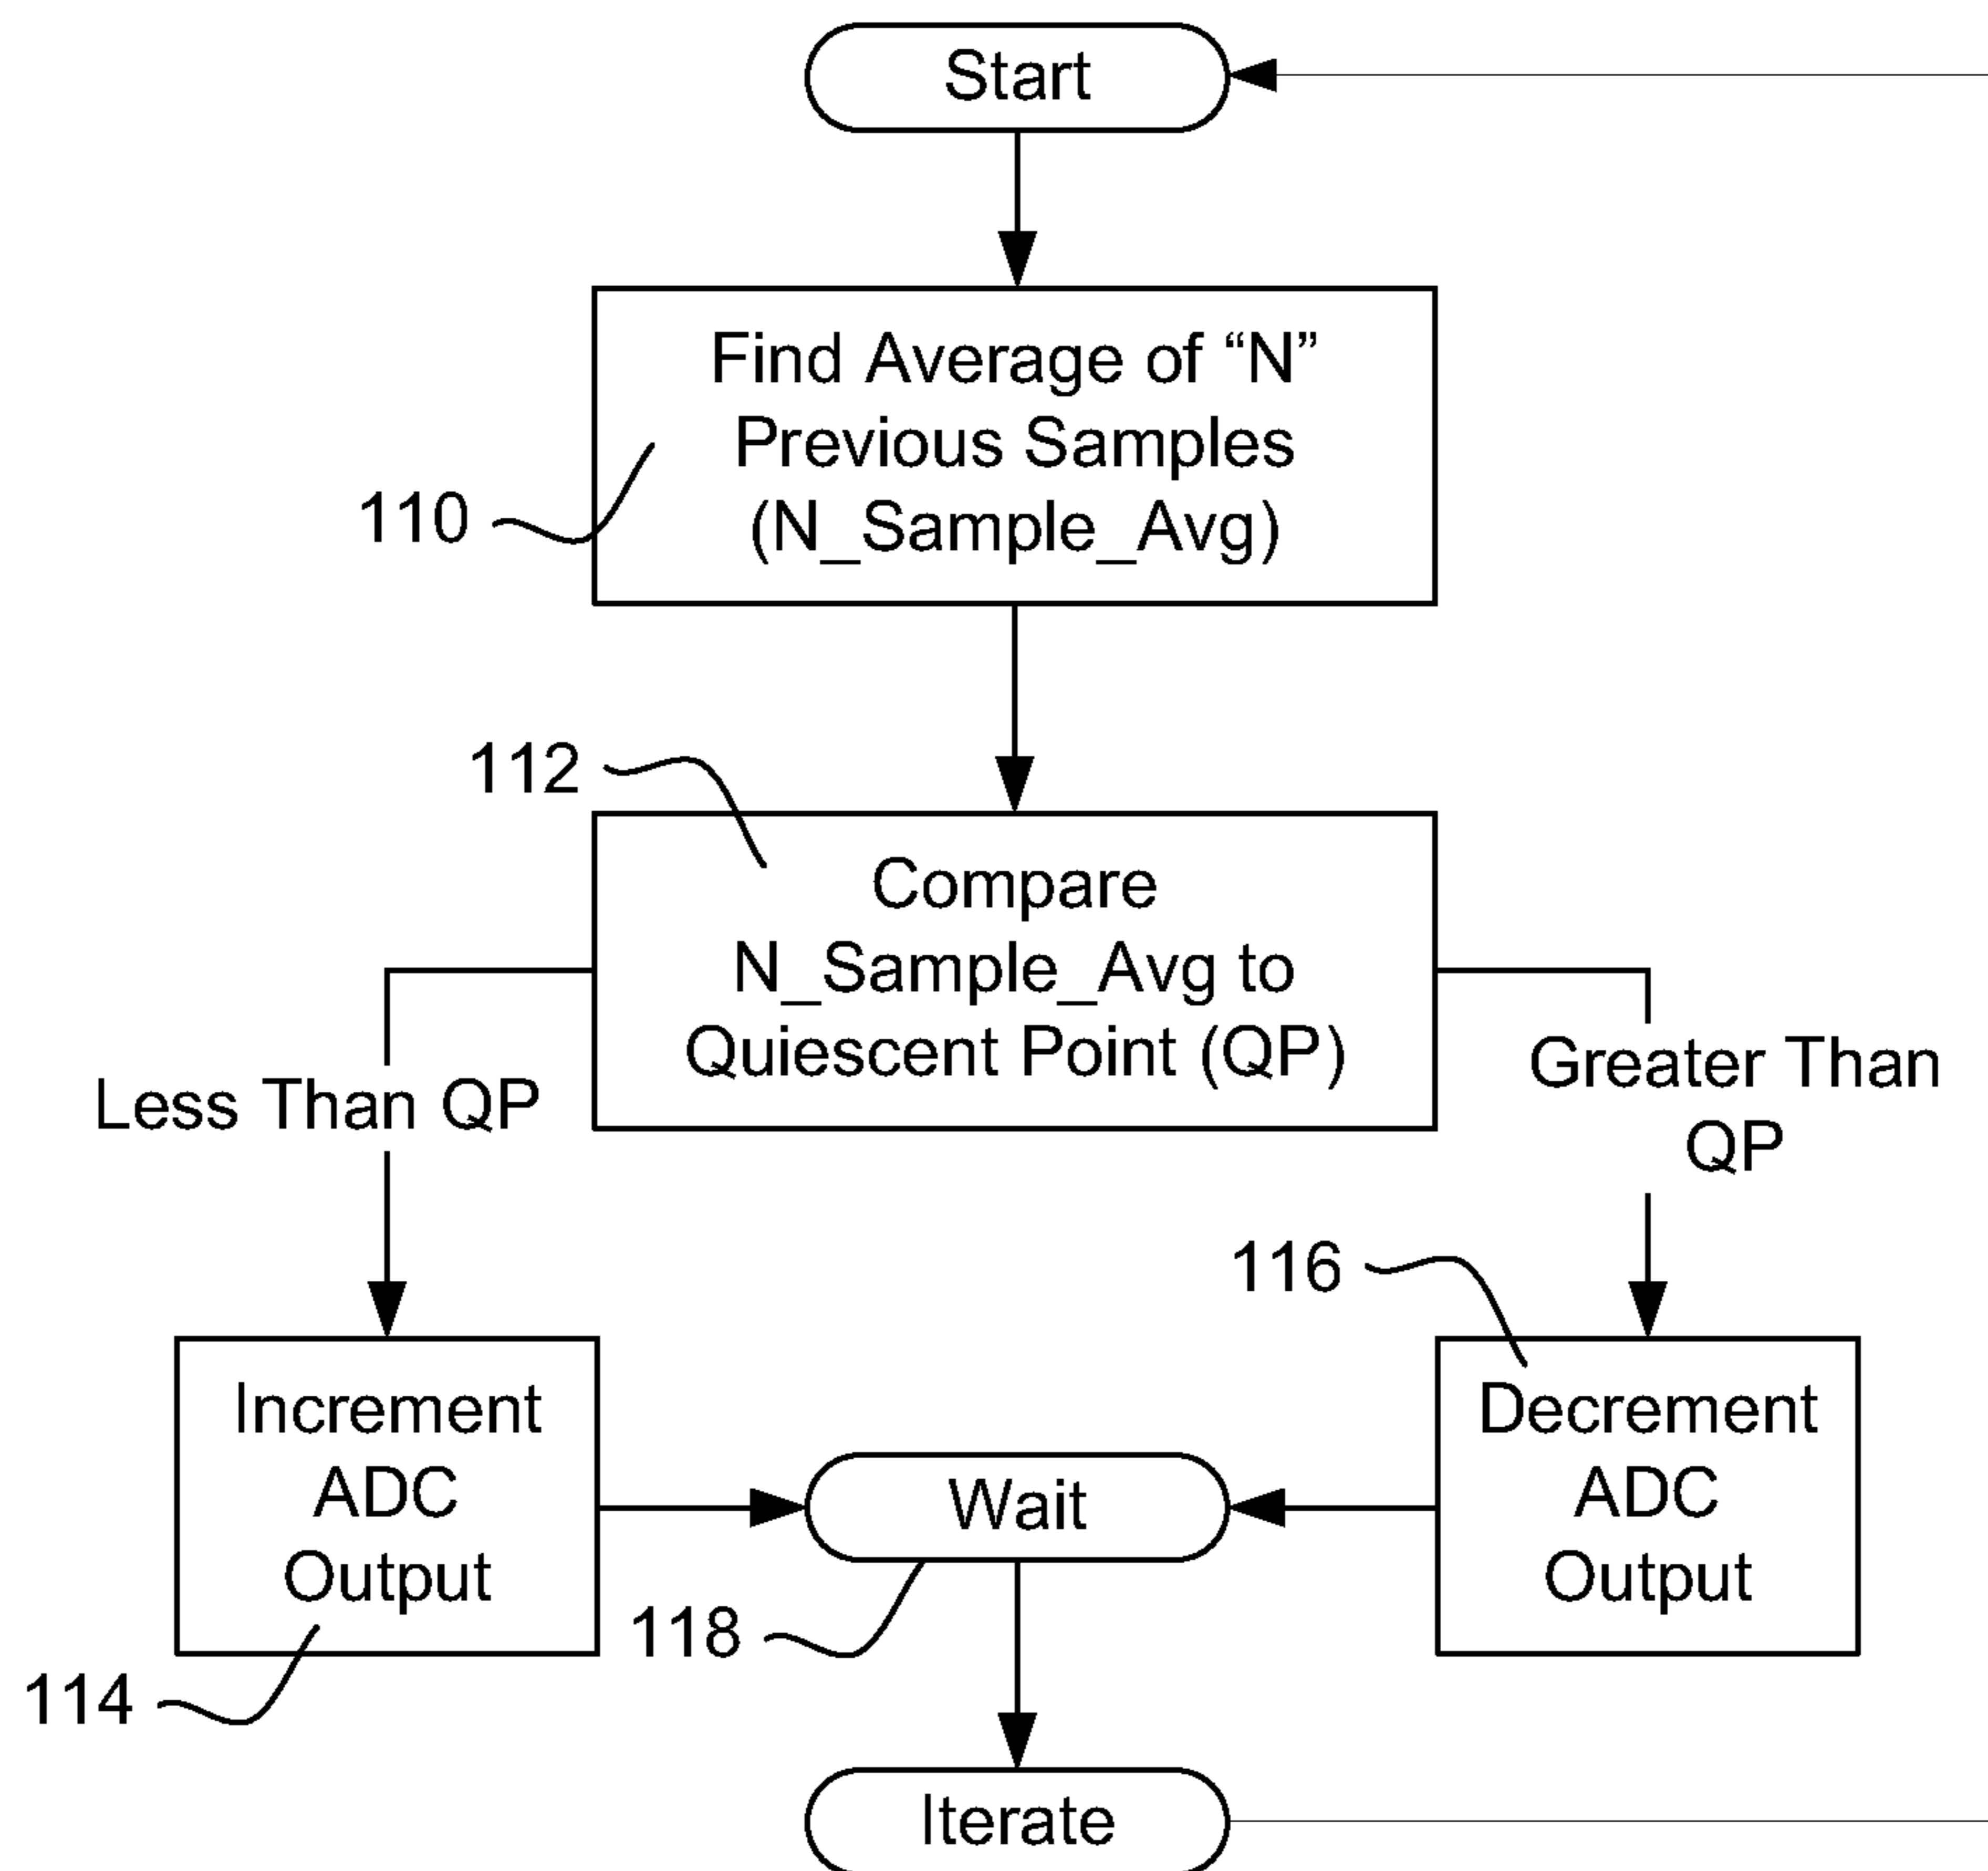 Start
Find Average of “N”
Previous Samples
(N_Sample_Avg)
110
112
Compare
N_Sample_Avg to
Quiescent Point (QP)
Less Than QP
Greater Than
QP
116
Increment
ADC
Output
Wait
Decrement
ADC
Output
118
114
Iterate